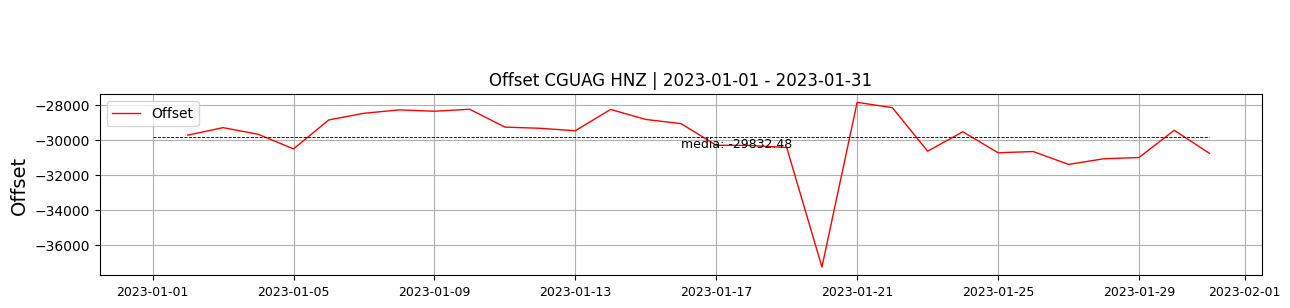 Offset CGUAG HNZ | 2023-01-01 - 2023-01-31
Offset
−28000
−30000
−32000
−34000
−36000
Offset
media: -29832.48
2023-01-01 2023-01-05 2023-01-09 2023-01-13 2023-01-17 2023-01-21 2023-01-25 2023-01-29 2023-02-01